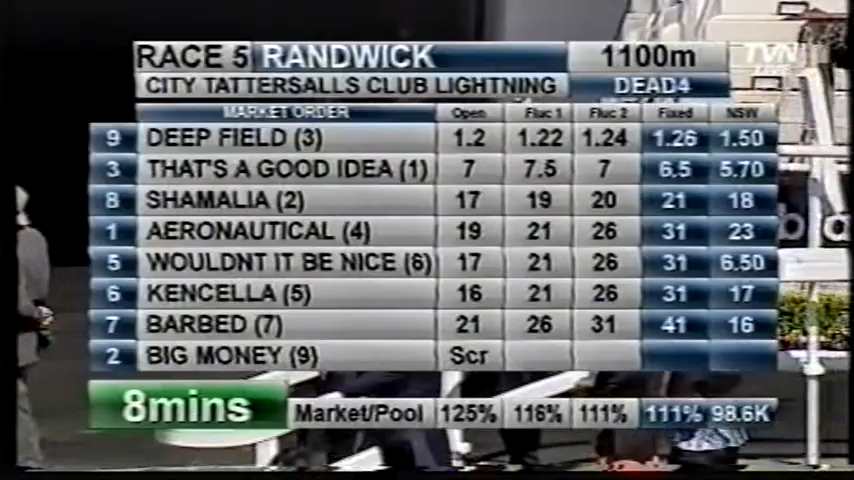 RACE 5 RANDWICK 1100m TVN
CITY TATTERSALLS CLUB LIGHTNING DEAD4
MARKET ORDER Open Fluc 1 Fluc 2 Fixed NSW
9 DEEP FIELD (3) 1.2 1.22 1.24 1.26 1.50
3 THAT'S A GOOD IDEA (1) 7 7.5 7 6.5 5.70
8 SHAMALIA (2) 17 19 20 21 18
1 AERONAUTICAL (4) 19 21 26 31 23
5 WOULDNT IT BE NICE (6) 17 21 26 31 6.50
6 KENCELLA (5) 16 21 26 31 17
7 BARBED (7) 21 26 31 41 16
2 BIG MONEY (9) Scr
8mins Market/Pool 125% 116% 111% 111% 98.6K